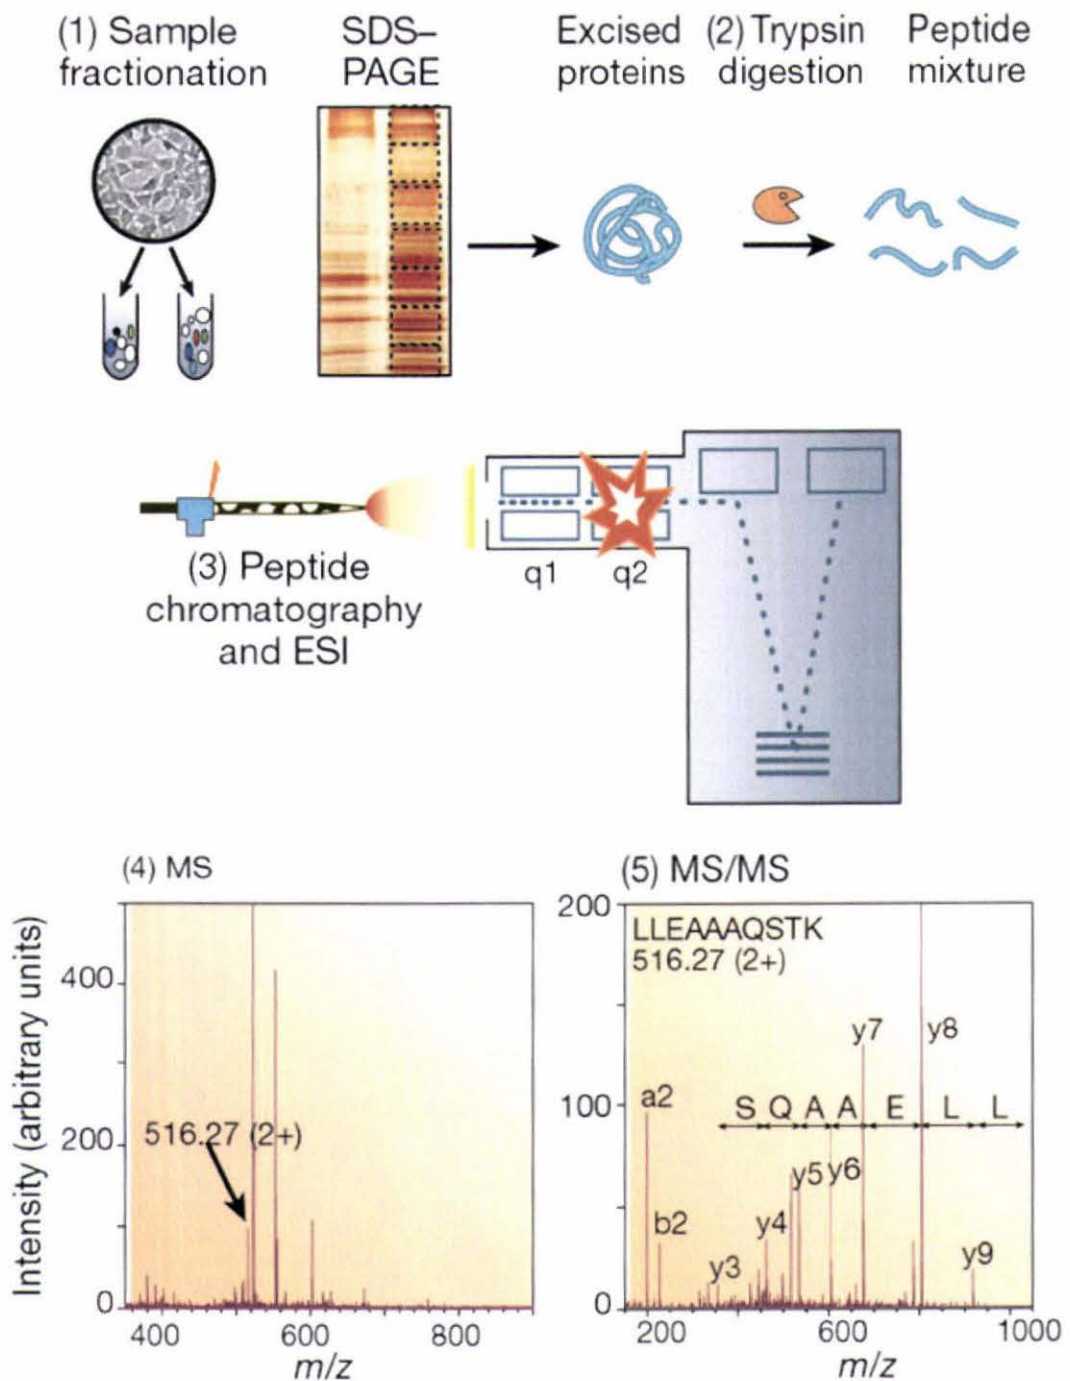 (1) Sample
fractionation
SDS–
PAGE
Excised
proteins
(2) Trypsin
digestion
Peptide
mixture
(3) Peptide
chromatography
and ESI
q1
q2
(4) MS
Intensity (arbitrary units)
400
200
0
516.27 (2+)
400
600
800
m/z
(5) MS/MS
200
100
0
LLEAAAQSTK
516.27 (2+)
y7
y8
a2
S Q A A E L L
y5
y6
b2
y4
y3
y9
200
600
1000
m/z